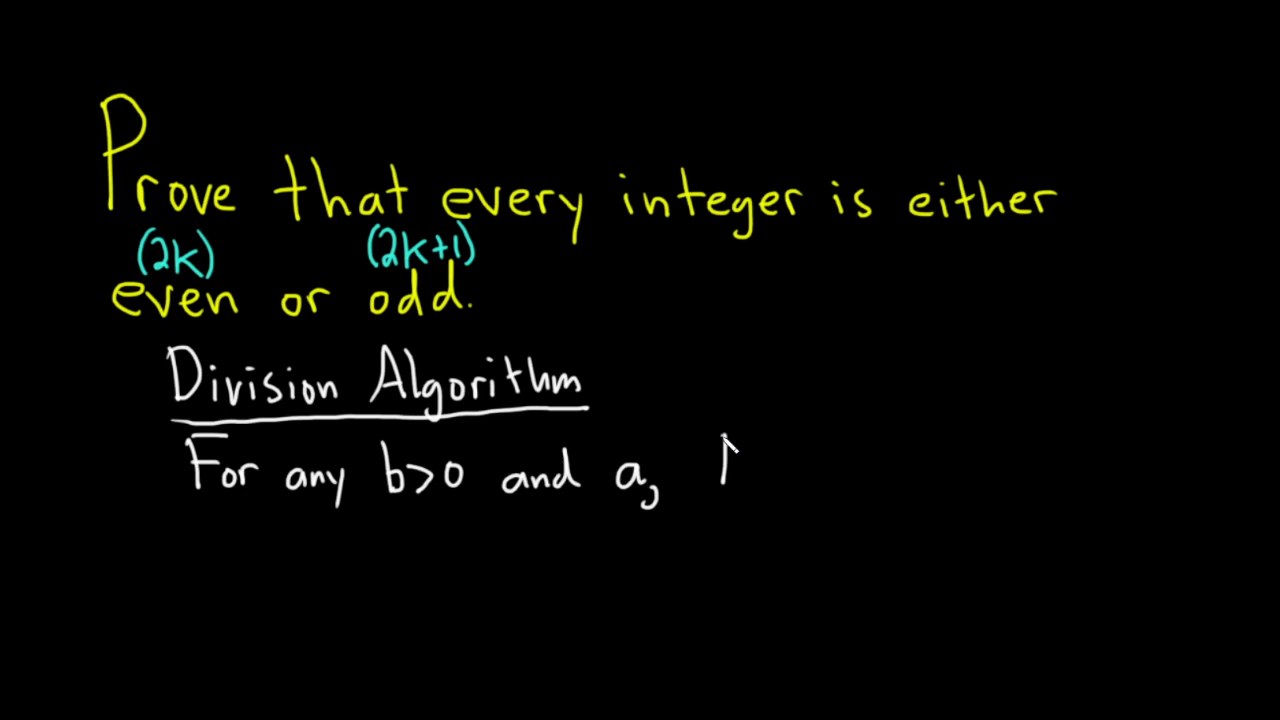 Prove that every integer is either
(2k) (2k+1)
even or odd.
Division Algorithm
For any b>0 and a,